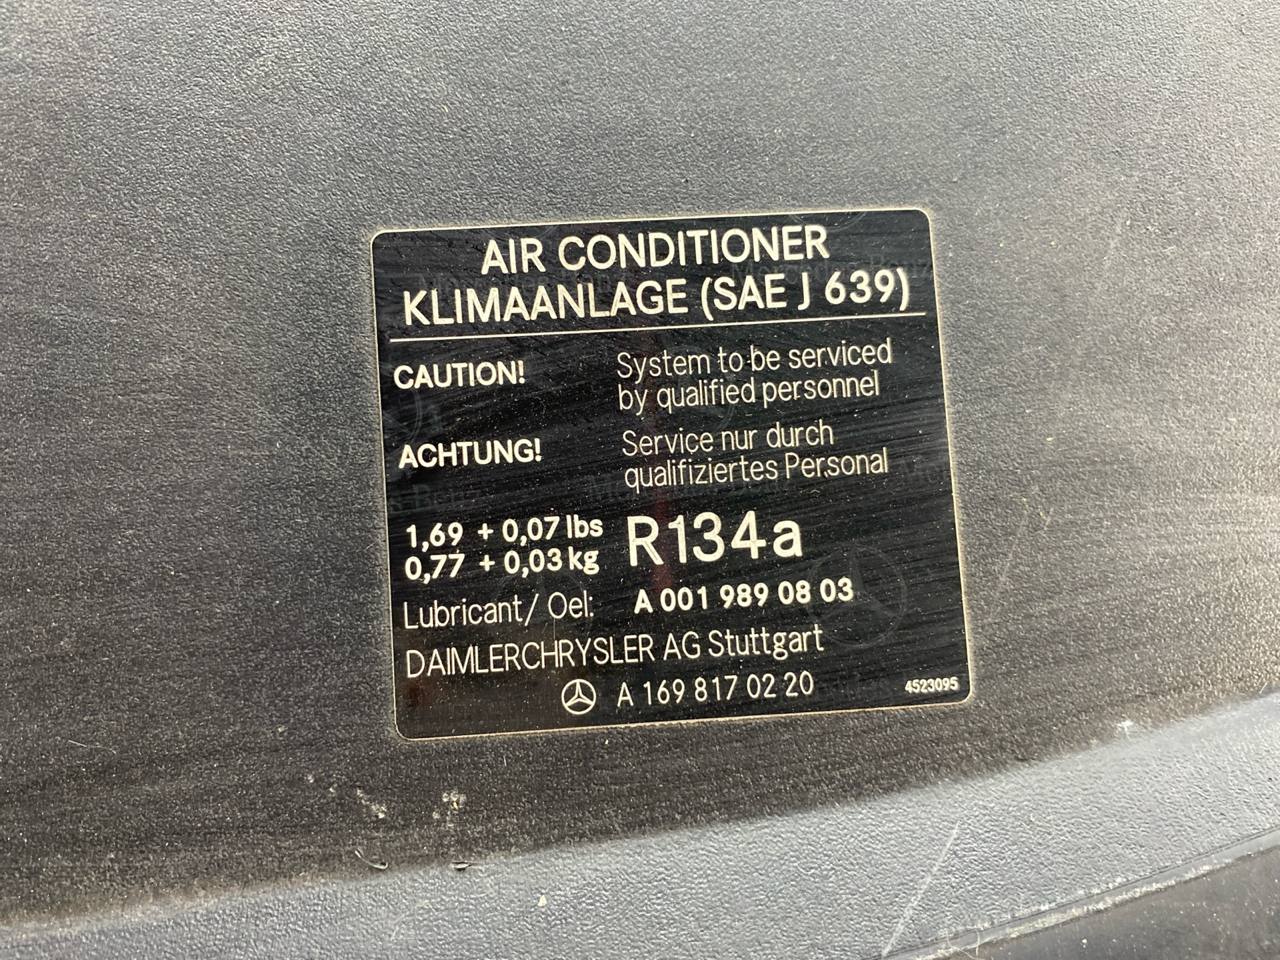 AIR CONDITIONER
KLIMAANLAGE (SAE J 639)
CAUTION! System to be serviced
by qualified personnel
ACHTUNG! Service nur durch
qualifiziertes Personal
1,69 + 0,07 lbs R134a
0,77 + 0,03 kg
Lubricant/ Oel: A 001 989 08 03
DAIMLERCHRYSLER AG Stuttgart
A 169 817 02 20 4523095